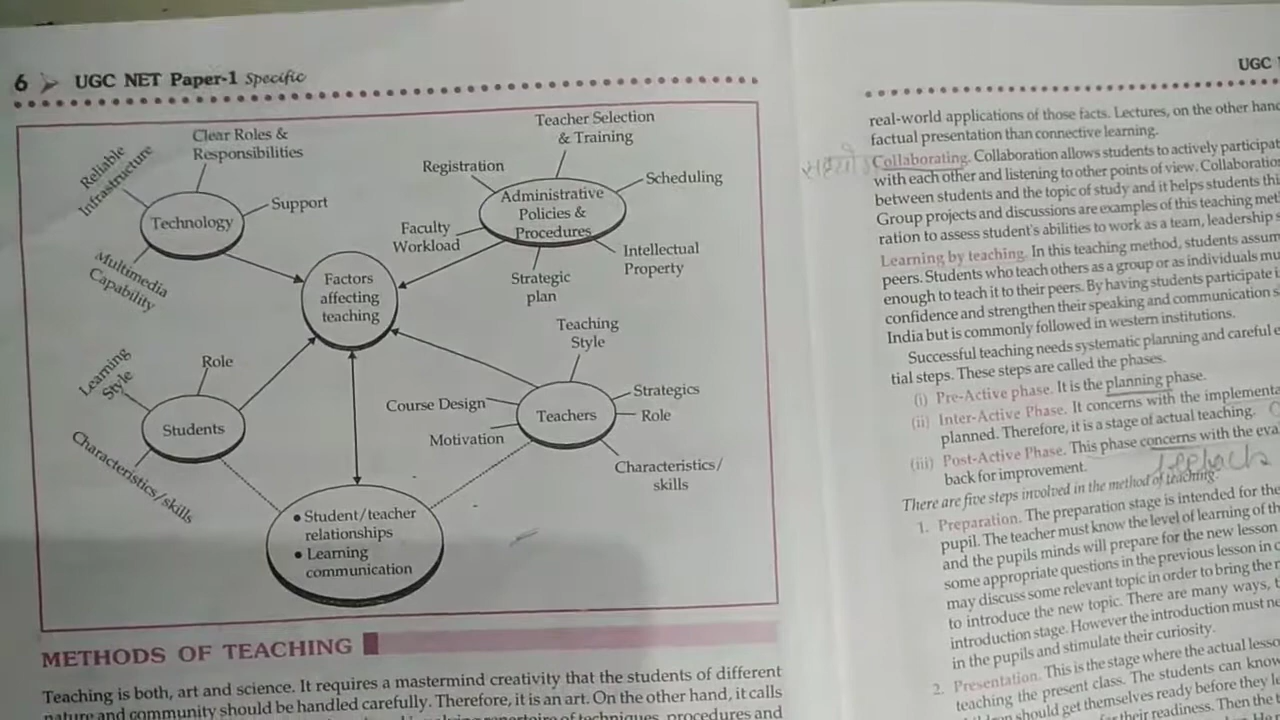 6 ➤ UGC NET Paper-1 Specific
Clear Roles &
Responsibilities
Reliable
Infrastructure
Technology
Support
Multimedia
Capability
Teacher Selection
& Training
Registration
Administrative
Policies &
Procedures
Scheduling
Faculty
Workload
Intellectual
Property
Strategic
plan
Factors
affecting
teaching
Learning
Style
Role
Students
Characteristics/skills
Teaching
Style
Course Design
Teachers
Strategics
Role
Motivation
Characteristics/
skills
• Student/teacher
relationships
• Learning
communication
METHODS OF TEACHING
Teaching is both, art and science. It requires a mastermind creativity that the students of different
nature and community should be handled carefully. Therefore, it is an art. On the other hand, it calls
of techniques, procedures and
UGC
real-world applications of those facts. Lectures, on the other
factual presentation than connective learning.
Collaborating. Collaboration allows students to actively
with each other and listening to other points of view.
between students and the topic of study and it helps students
Group projects and discussions are examples of this teaching
ration to assess student's abilities to work as a team, leadership
Learning by teaching. In this teaching method, students
peers. Students who teach others as a group or as individuals
enough to teach it to their peers. By having students participate
confidence and strengthen their speaking and communication
India but is commonly followed in western institutions.
Successful teaching needs systematic planning and careful
tial steps. These steps are called the phases.
(i) Pre-Active phase. It is the planning phase.
(ii) Inter-Active Phase. It concerns with the
planned. Therefore, it is a stage of actual teaching.
(iii) Post-Active Phase. This phase concerns with the
back for improvement.
There are five steps involved in the method of teaching.
1. Preparation. The preparation stage is intended for the
pupil. The teacher must know the level of learning of
and the pupils minds will prepare for the new lesson
some appropriate questions in the previous lesson in
may discuss some relevant topic in order to bring the
to introduce the new topic. There are many ways,
introduction stage. However the introduction must
in the pupils and stimulate their curiosity.
2. Presentation. This is the stage where the actual
teaching, the present class. The students can
should get themselves ready before they
their readiness. Then the